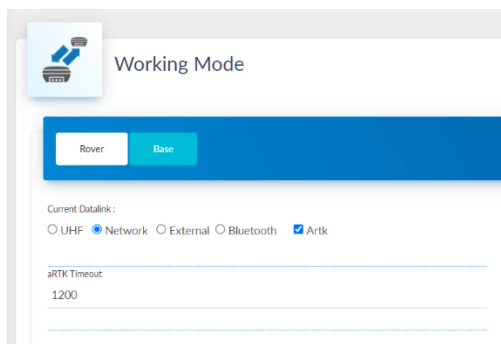 Working Mode
Rover Base
Current Datalink :
UHF Network External Bluetooth Artk
aRTK Timeout
1200